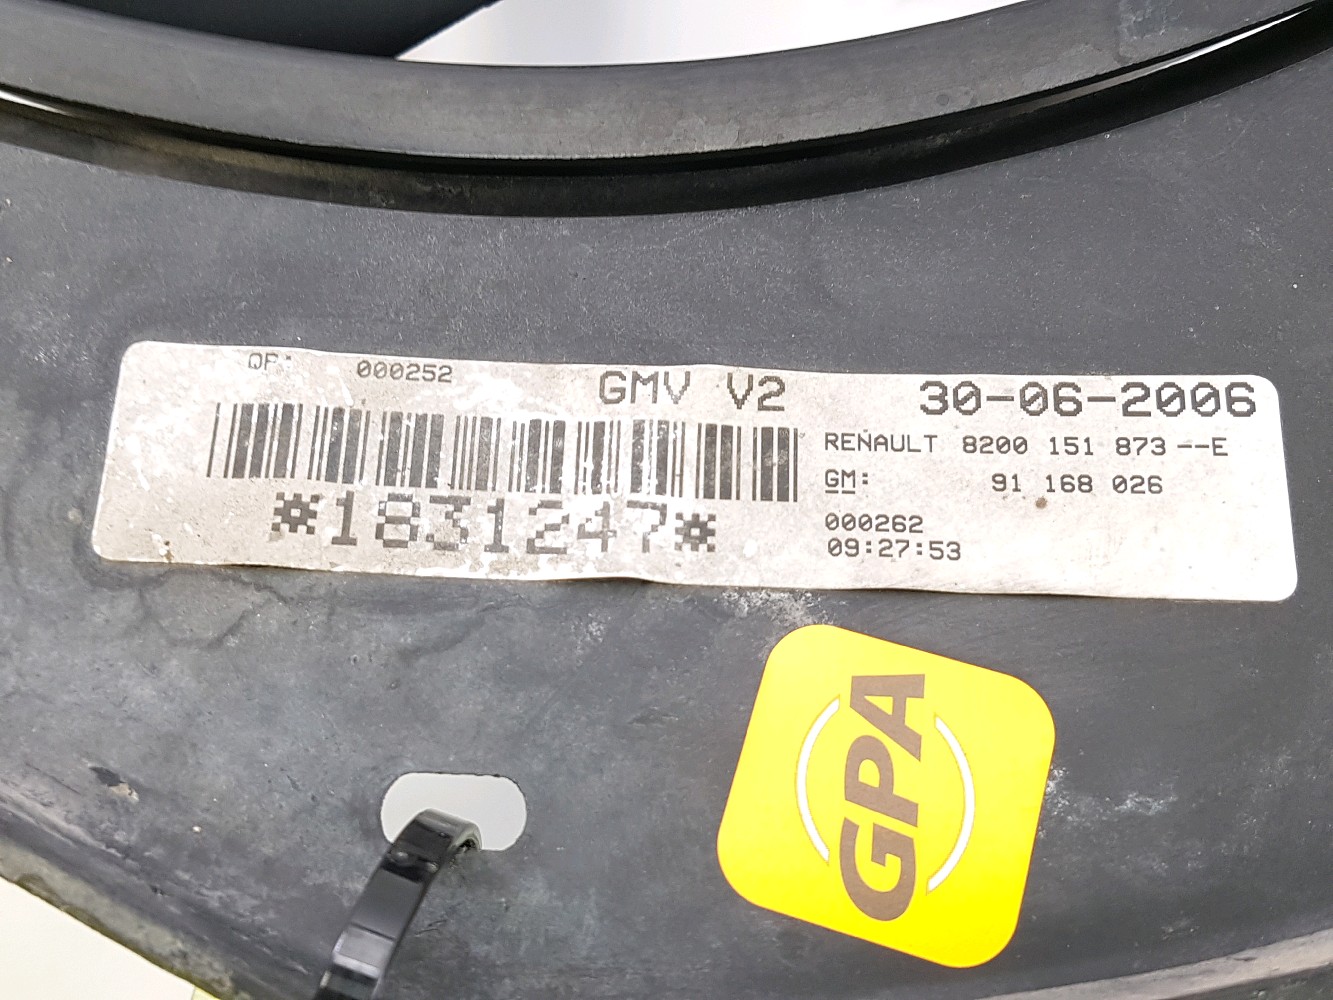 QP: 000252
GMV V2
30-06-2006
*1831247*
RENAULT 8200 151 873 --E
GM: 91 168 026
000262
09:27:53
GPA